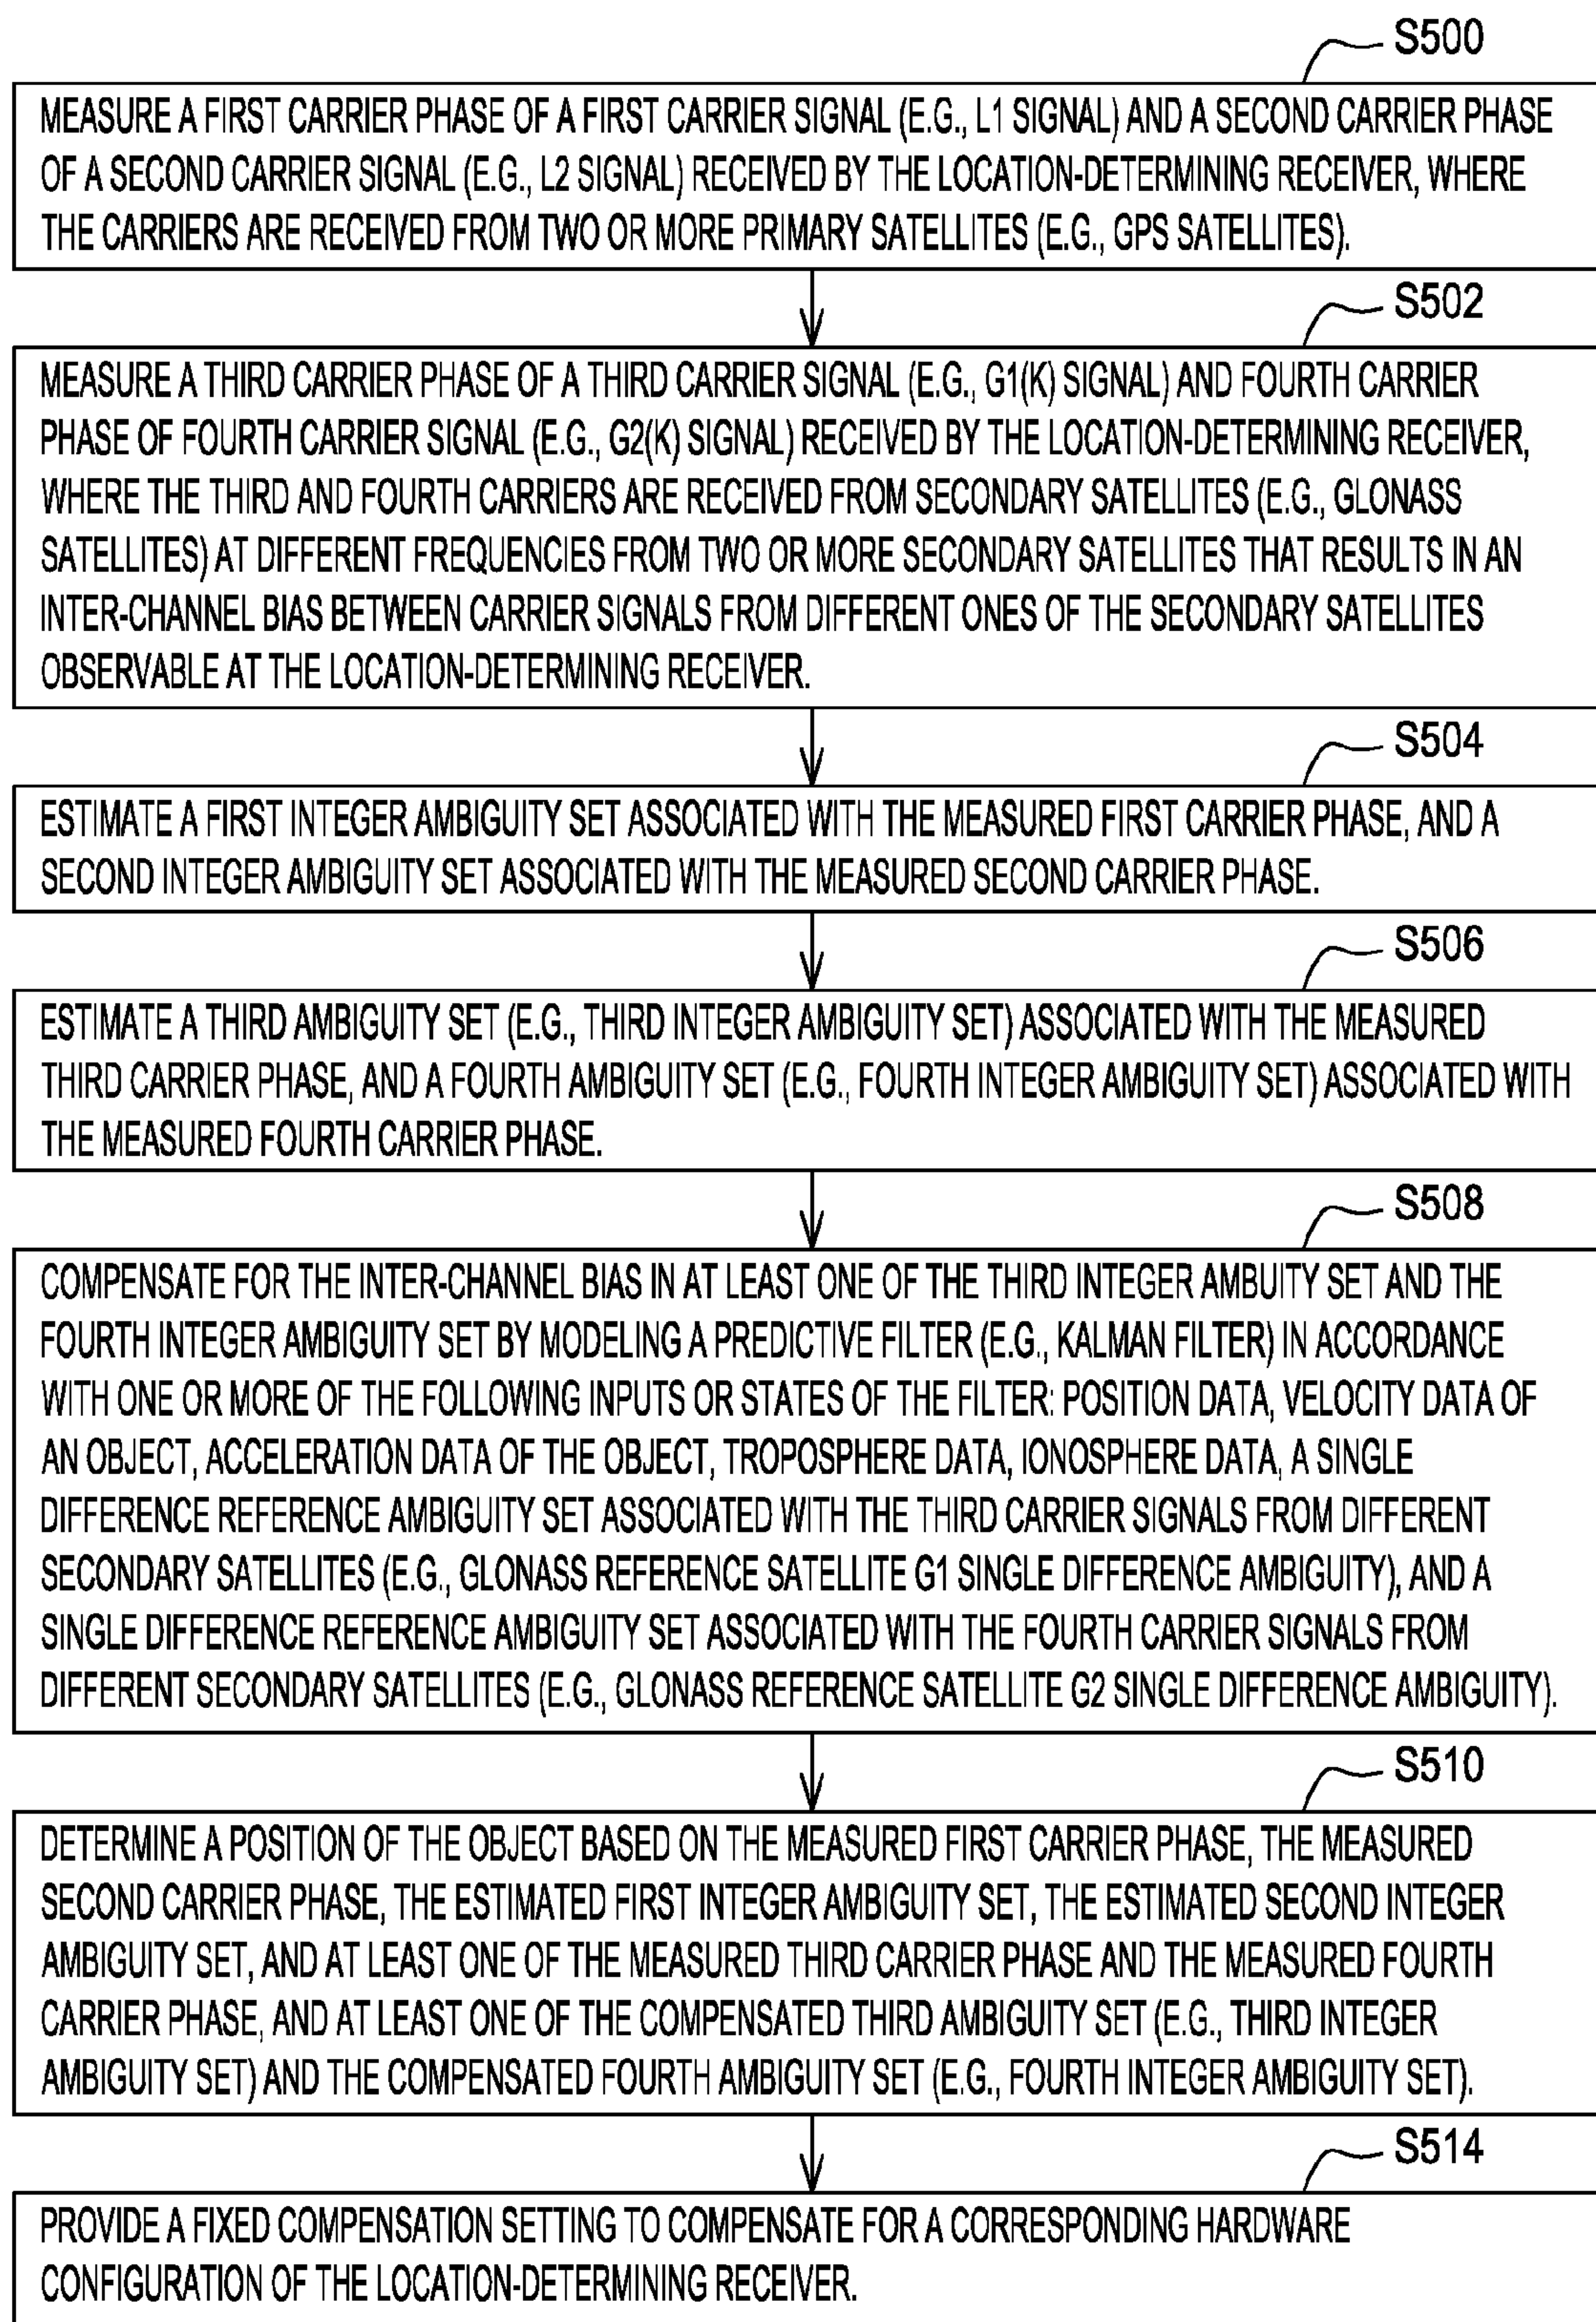 S500
MEASURE A FIRST CARRIER PHASE OF A FIRST CARRIER SIGNAL (E.G., L1 SIGNAL) AND A SECOND CARRIER PHASE
OF A SECOND CARRIER SIGNAL (E.G., L2 SIGNAL) RECEIVED BY THE LOCATION-DETERMINING RECEIVER, WHERE
THE CARRIERS ARE RECEIVED FROM TWO OR MORE PRIMARY SATELLITES (E.G., GPS SATELLITES).
S502
MEASURE A THIRD CARRIER PHASE OF A THIRD CARRIER SIGNAL (E.G., G1(K) SIGNAL) AND FOURTH CARRIER
PHASE OF FOURTH CARRIER SIGNAL (E.G., G2(K) SIGNAL) RECEIVED BY THE LOCATION-DETERMINING RECEIVER,
WHERE THE THIRD AND FOURTH CARRIERS ARE RECEIVED FROM SECONDARY SATELLITES (E.G., GLONASS
SATELLITES) AT DIFFERENT FREQUENCIES FROM TWO OR MORE SECONDARY SATELLITES THAT RESULTS IN AN
INTER-CHANNEL BIAS BETWEEN CARRIER SIGNALS FROM DIFFERENT ONES OF THE SECONDARY SATELLITES
OBSERVABLE AT THE LOCATION-DETERMINING RECEIVER.
S504
ESTIMATE A FIRST INTEGER AMBIGUITY SET ASSOCIATED WITH THE MEASURED FIRST CARRIER PHASE, AND A
SECOND INTEGER AMBIGUITY SET ASSOCIATED WITH THE MEASURED SECOND CARRIER PHASE.
S506
ESTIMATE A THIRD AMBIGUITY SET (E.G., THIRD INTEGER AMBIGUITY SET) ASSOCIATED WITH THE MEASURED
THIRD CARRIER PHASE, AND A FOURTH AMBIGUITY SET (E.G., FOURTH INTEGER AMBIGUITY SET) ASSOCIATED WITH
THE MEASURED FOURTH CARRIER PHASE.
S508
COMPENSATE FOR THE INTER-CHANNEL BIAS IN AT LEAST ONE OF THE THIRD INTEGER AMBUITY SET AND THE
FOURTH INTEGER AMBIGUITY SET BY MODELING A PREDICTIVE FILTER (E.G., KALMAN FILTER) IN ACCORDANCE
WITH ONE OR MORE OF THE FOLLOWING INPUTS OR STATES OF THE FILTER: POSITION DATA, VELOCITY DATA OF
AN OBJECT, ACCELERATION DATA OF THE OBJECT, TROPOSPHERE DATA, IONOSPHERE DATA, A SINGLE
DIFFERENCE REFERENCE AMBIGUITY SET ASSOCIATED WITH THE THIRD CARRIER SIGNALS FROM DIFFERENT
SECONDARY SATELLITES (E.G., GLONASS REFERENCE SATELLITE G1 SINGLE DIFFERENCE AMBIGUITY), AND A
SINGLE DIFFERENCE REFERENCE AMBIGUITY SET ASSOCIATED WITH THE FOURTH CARRIER SIGNALS FROM
DIFFERENT SECONDARY SATELLITES (E.G., GLONASS REFERENCE SATELLITE G2 SINGLE DIFFERENCE AMBIGUITY).
S510
DETERMINE A POSITION OF THE OBJECT BASED ON THE MEASURED FIRST CARRIER PHASE, THE MEASURED
SECOND CARRIER PHASE, THE ESTIMATED FIRST INTEGER AMBIGUITY SET, THE ESTIMATED SECOND INTEGER
AMBIGUITY SET, AND AT LEAST ONE OF THE MEASURED THIRD CARRIER PHASE AND THE MEASURED FOURTH
CARRIER PHASE, AND AT LEAST ONE OF THE COMPENSATED THIRD AMBIGUITY SET (E.G., THIRD INTEGER
AMBIGUITY SET) AND THE COMPENSATED FOURTH AMBIGUITY SET (E.G., FOURTH INTEGER AMBIGUITY SET).
S514
PROVIDE A FIXED COMPENSATION SETTING TO COMPENSATE FOR A CORRESPONDING HARDWARE
CONFIGURATION OF THE LOCATION-DETERMINING RECEIVER.